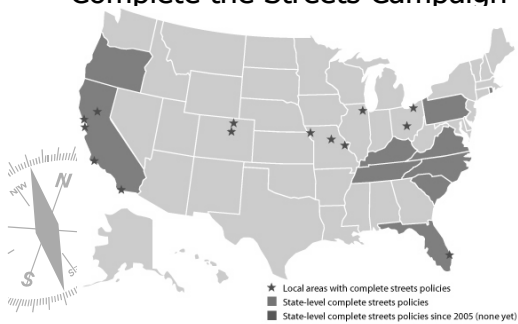 Complete the Streets Campaign
N
N/W
S
★ Local areas with complete streets policies
State-level complete streets policies
State-level complete streets policies since 2005 (none yet)